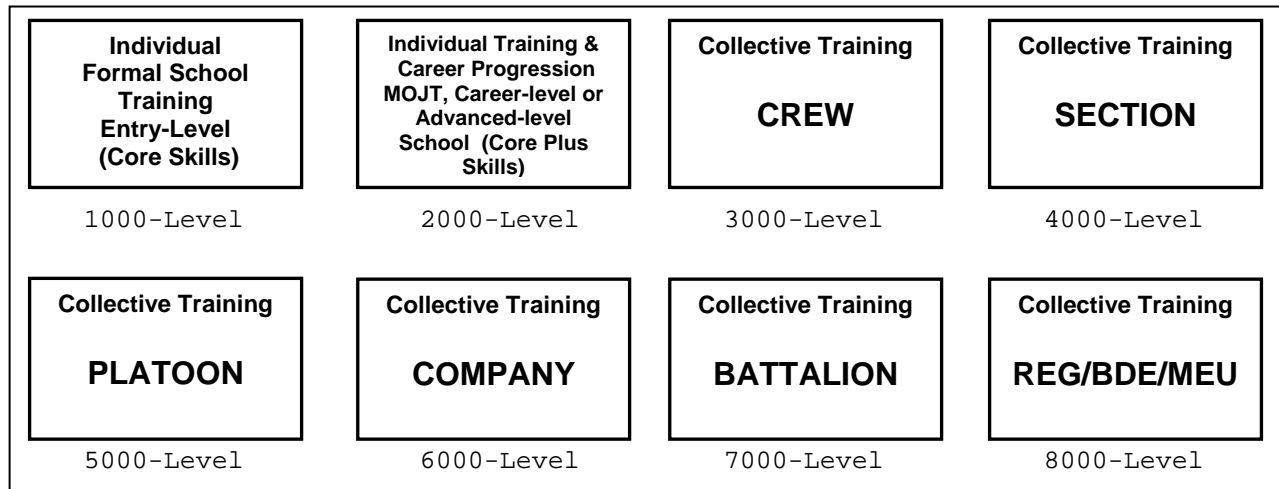 Individual
Formal School
Training
Entry-Level
(Core Skills)
1000-Level
Individual Training &
Career Progression
MOJT, Career-level or
Advanced-level
School (Core Plus
Skills)
2000-Level
Collective Training
CREW
3000-Level
Collective Training
SECTION
4000-Level
Collective Training
PLATOON
5000-Level
Collective Training
COMPANY
6000-Level
Collective Training
BATTALION
7000-Level
Collective Training
REG/BDE/MEU
8000-Level